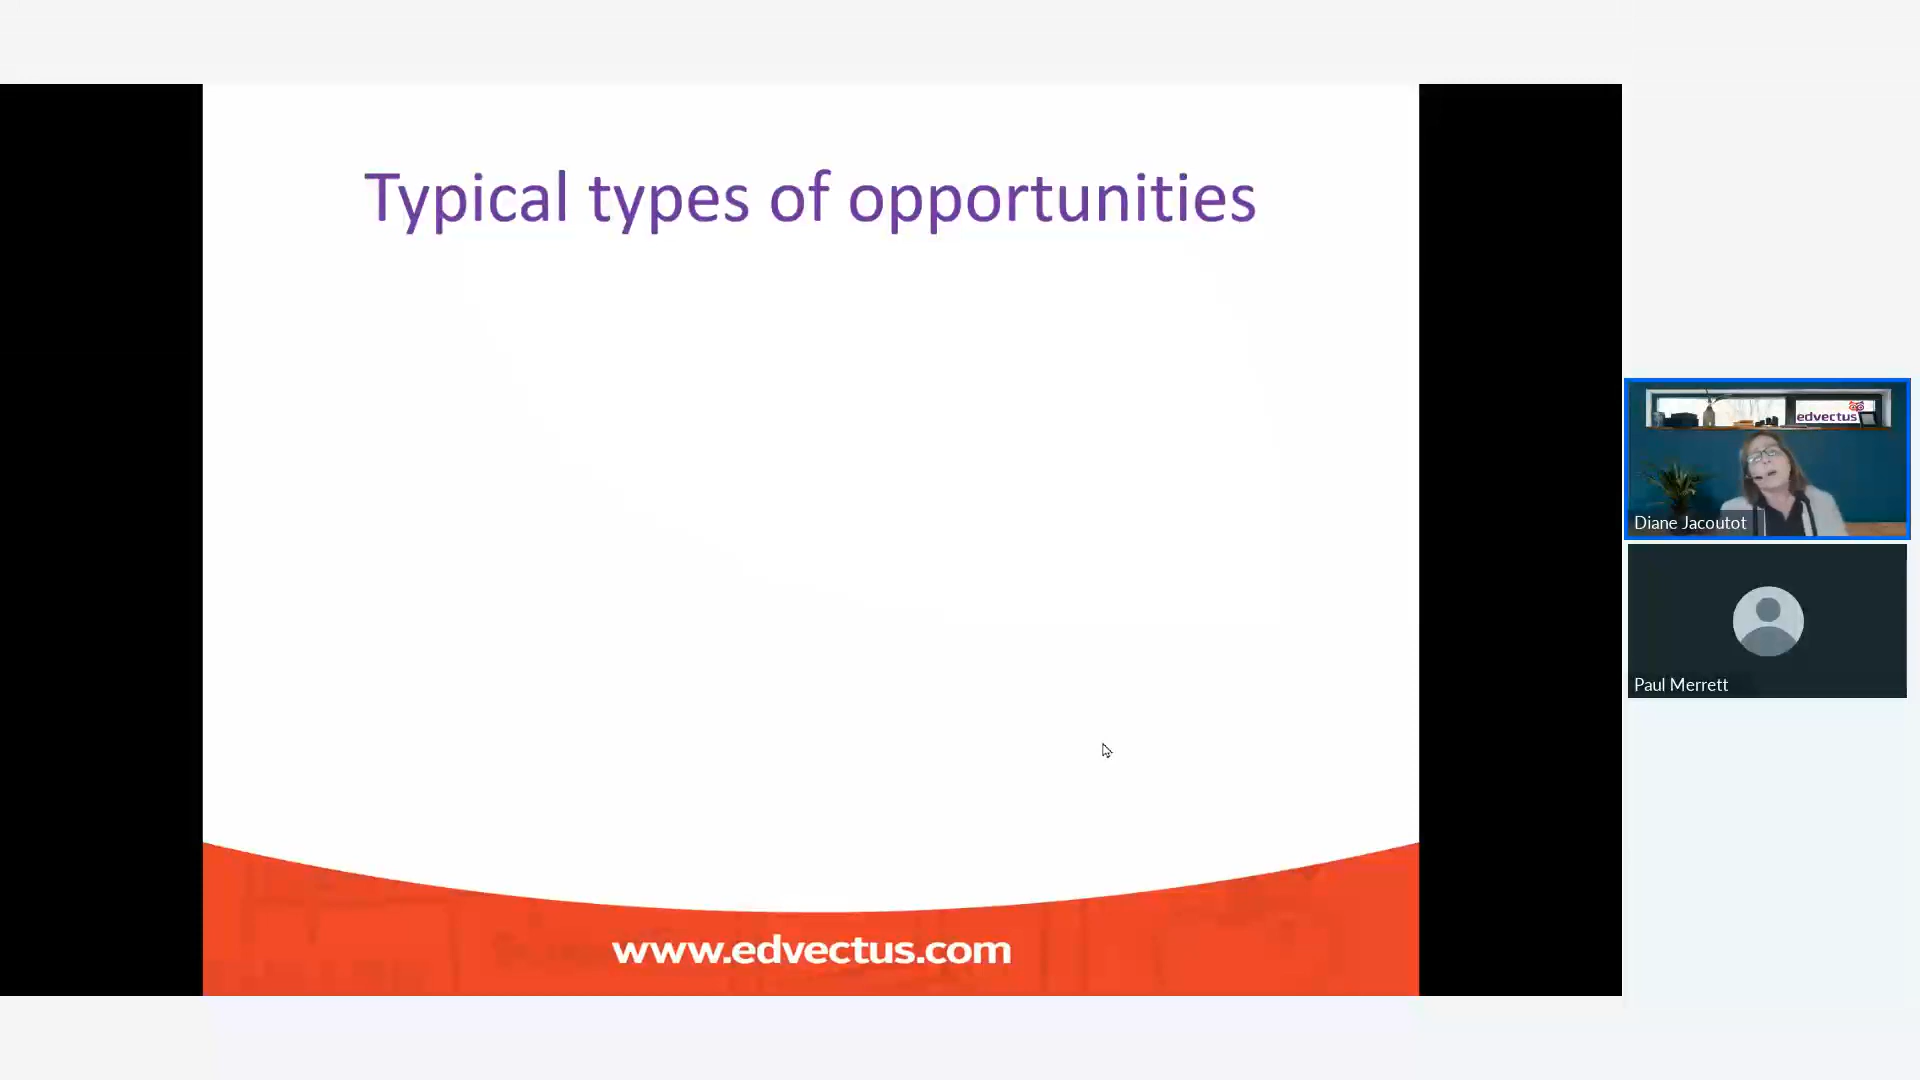 Typical types of opportunities
www.edvectus.com
edvectus
Diane Jacoutot
Paul Merrett